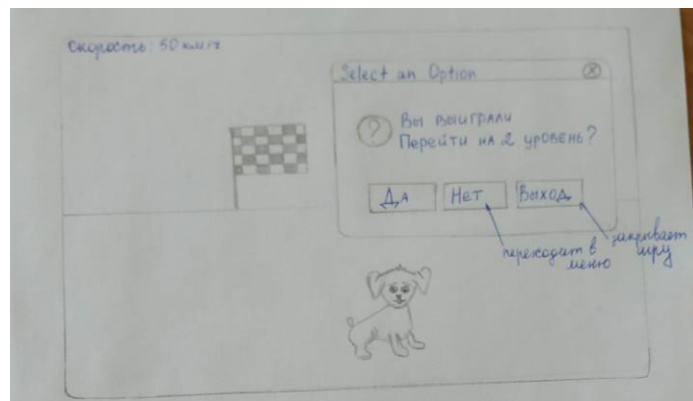 Скорость: 50 км/ч
Select an Option
Вы выиграли
Перейти на 2 уровень?
Да
Нет
Выход
переходит в
меню
закрывает
игру